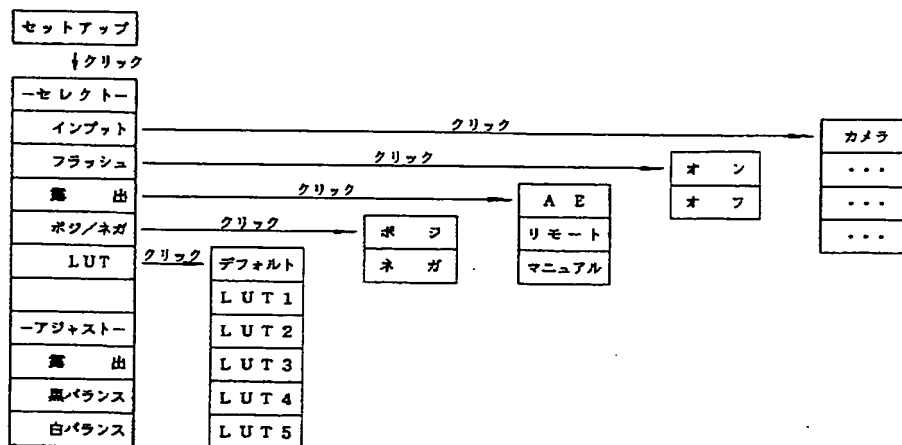 セットアップ
クリック
ーセレクトー
インプット クリック カメラ
フラッシュ クリック オン ・・・
露出 クリック AE オフ ・・・
ポジ/ネガ クリック ポジ リモート ・・・
LUT クリック デフォルト ネガ マニュアル
LUT1
ーアジャストー LUT2
露出 LUT3
黒バランス LUT4
白バランス LUT5